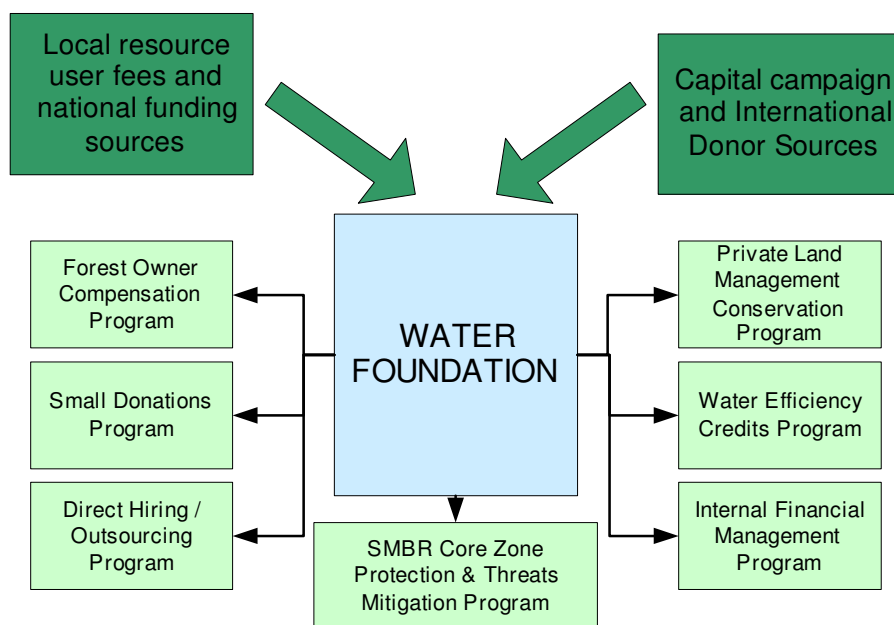 Local resource
user fees and
national funding
sources
Capital campaign
and International
Donor Sources
WATER
FOUNDATION
Forest Owner
Compensation
Program
Small Donations
Program
Direct Hiring /
Outsourcing
Program
SMBR Core Zone
Protection & Threats
Mitigation Program
Private Land
Management
Conservation
Program
Water Efficiency
Credits Program
Internal Financial
Management
Program